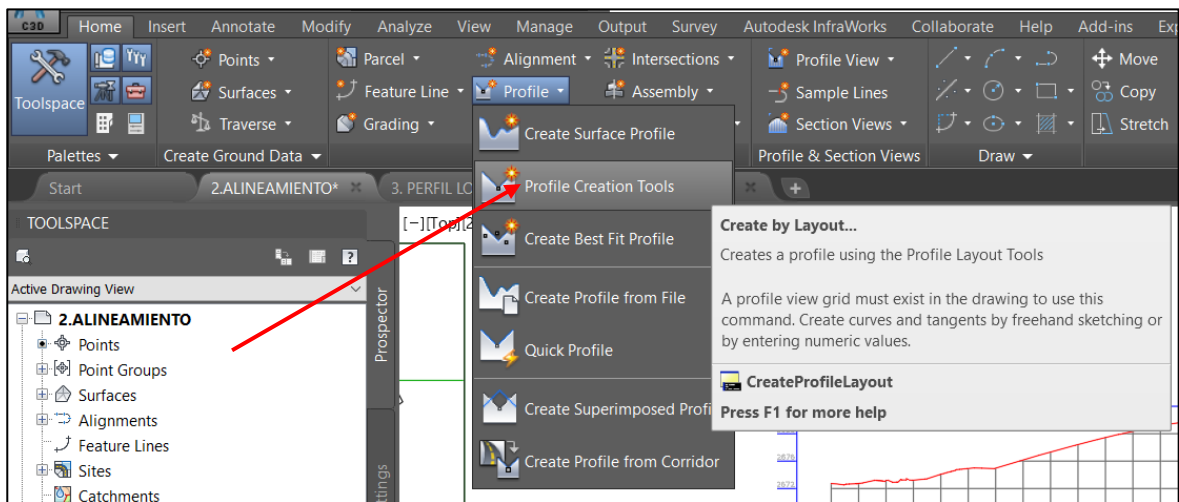 C3D Home Insert Annotate Modify Analyze View Manage Output Survey Autodesk InfraWorks Collaborate Help Add-ins
Points Parcel Alignment Intersections Profile View Move
Toolspace Surfaces Feature Line Profile Assembly Sample Lines Copy
Traverse Grading Section Views Stretch
Palettes Create Ground Data Profile & Section Views Draw
Create Surface Profile
Profile Creation Tools
Create Best Fit Profile
Create Profile from File
Quick Profile
Create Superimposed Profi
Create Profile from Corridor
Start 2.ALINEAMIENTO* 3. PERFIL LO
TOOLSPACE
[−][Top][2
Active Drawing View
Prospector
2.ALINEAMIENTO
Points
Point Groups
Surfaces
Alignments
Feature Lines
Sites
Catchments
ttings
Create by Layout...
Creates a profile using the Profile Layout Tools
A profile view grid must exist in the drawing to use this
command. Create curves and tangents by freehand sketching or
by entering numeric values.
CreateProfileLayout
Press F1 for more help
2676
2672